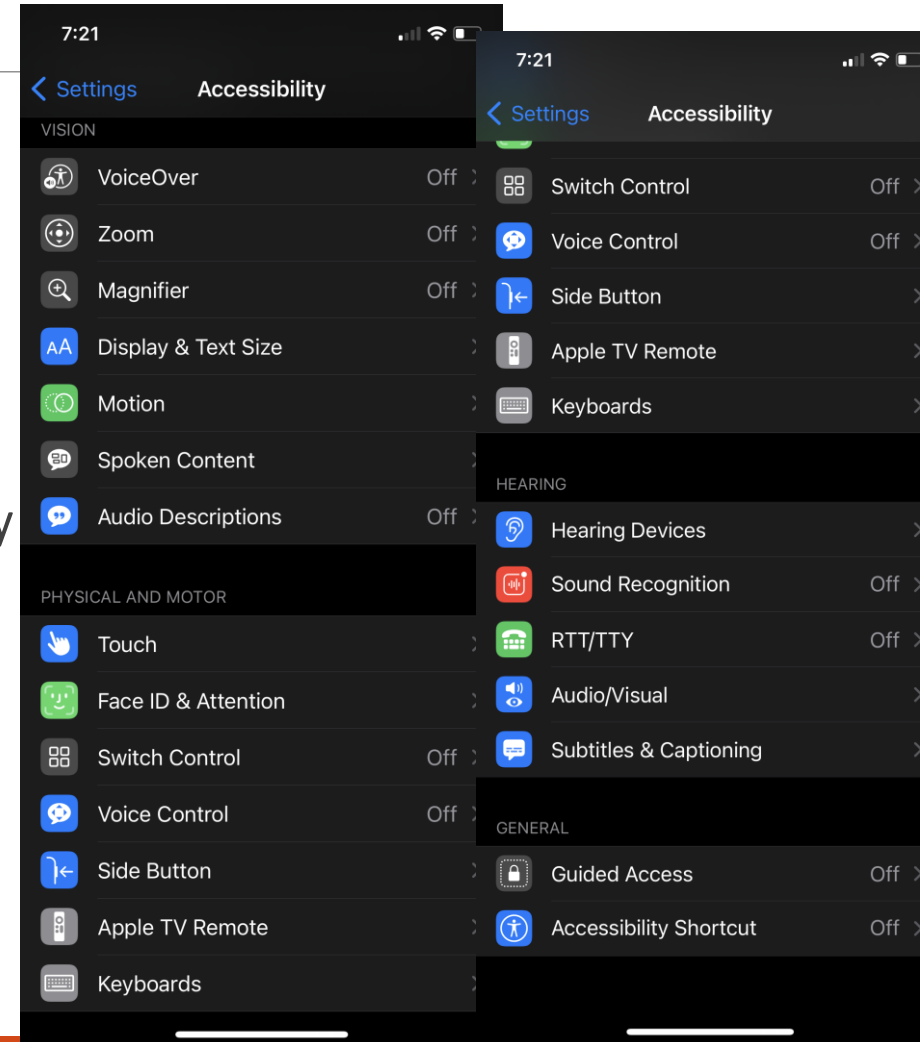 7:21
Settings Accessibility
VISION
VoiceOver Off
Zoom Off
Magnifier Off
AA Display & Text Size
Motion
Spoken Content
Audio Descriptions Off
PHYSICAL AND MOTOR
Touch
Face ID & Attention
Switch Control Off
Voice Control Off
Side Button
Apple TV Remote
Keyboards
y
7:21
Settings Accessibility
Switch Control Off
Voice Control Off
Side Button
Apple TV Remote
Keyboards
HEARING
Hearing Devices
Sound Recognition Off
RTT/TTY Off
Audio/Visual
Subtitles & Captioning
GENERAL
Guided Access Off
Accessibility Shortcut Off